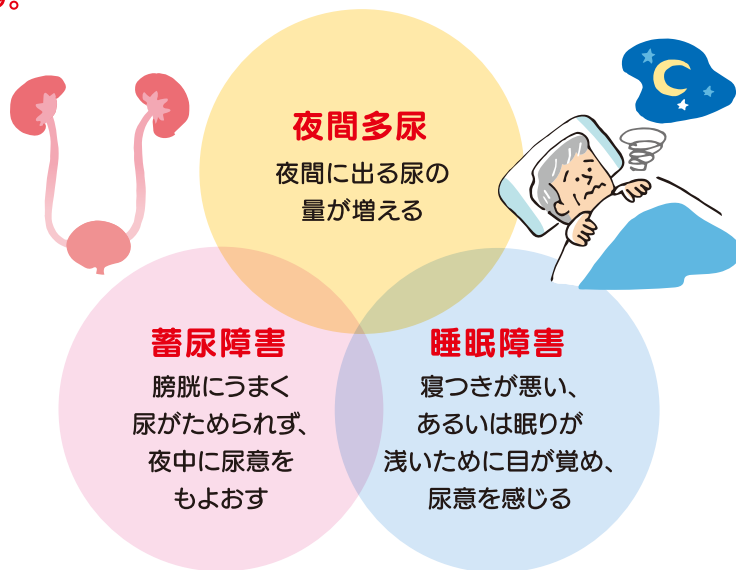 す。
夜間多尿
夜間に出る尿の
量が増える
蓄尿障害
膀胱にうまく
尿がためられず、
夜中に尿意を
もよおす
睡眠障害
寝つきが悪い、
あるいは眠りが
浅いために目が覚め、
尿意を感じる